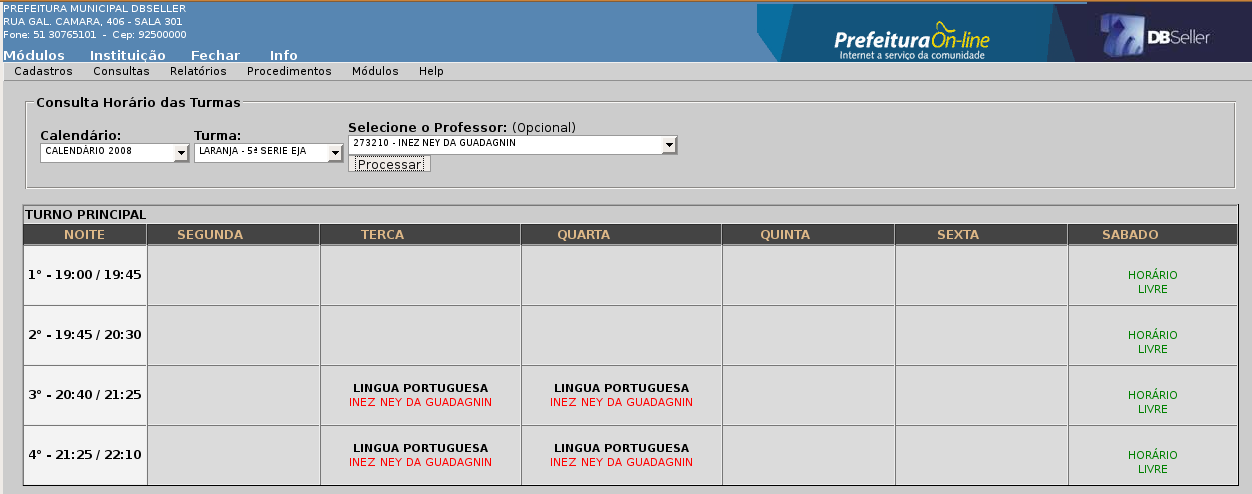 PREFEITURA MUNICIPAL DBSELLER
RUA GAL. CAMARA, 406 - SALA 301
Fone: 51 30765101 - Cep: 92500000
Prefeitura On-line
Internet a serviço da comunidade
DBSeller
Módulos Instituição Fechar Info
Cadastros Consultas Relatórios Procedimentos Módulos Help
Consulta Horário das Turmas
Calendário: Turma: Selecione o Professor: (Opcional)
CALENDÁRIO 2008 LARANJA - 5ª SERIE EJA 273210 - INEZ NEY DA GUADAGNIN
Processar
TURNO PRINCIPAL
NOITE SEGUNDA TERCA QUARTA QUINTA SEXTA SABADO
1° - 19:00 / 19:45 HORÁRIO
LIVRE
2° - 19:45 / 20:30 HORÁRIO
LIVRE
LINGUA PORTUGUESA LINGUA PORTUGUESA
3° - 20:40 / 21:25 HORÁRIO
INEZ NEY DA GUADAGNIN INEZ NEY DA GUADAGNIN LIVRE
LINGUA PORTUGUESA LINGUA PORTUGUESA
4° - 21:25 / 22:10 HORÁRIO
INEZ NEY DA GUADAGNIN INEZ NEY DA GUADAGNIN LIVRE